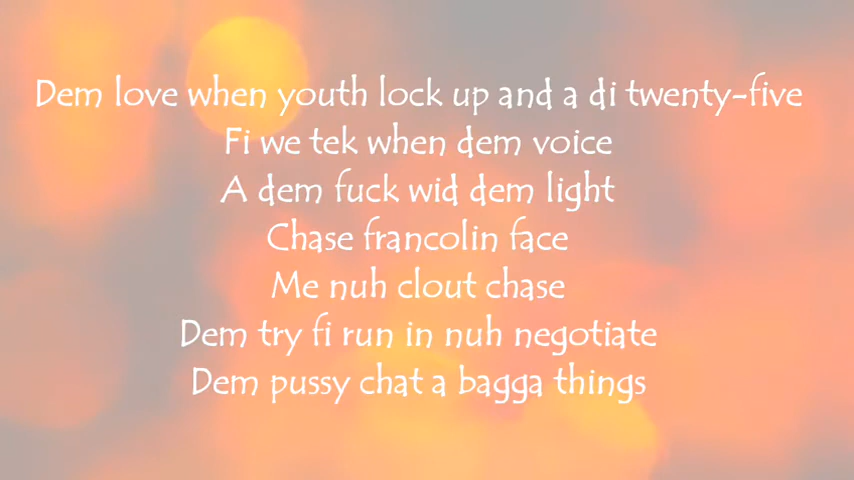 Dem love when youth lock up and a di twenty-five
Fi we tek when dem voice
A dem fuck wid dem light
Chase francolin face
Me nuh clout chase
Dem try fi run in nuh negotiate
Dem pussy chat a bagga things